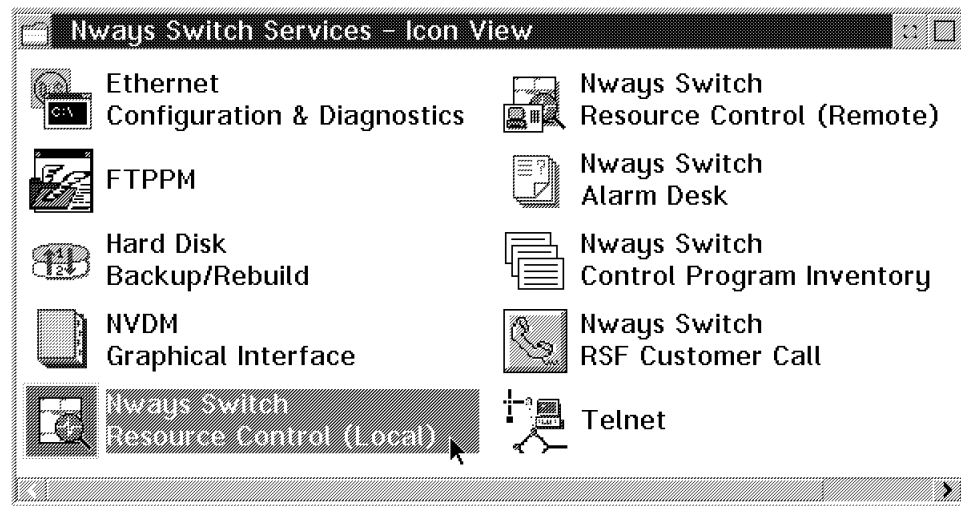 Nways Switch Services – Icon View
Ethernet
Configuration & Diagnostics
FTPPM
Hard Disk
Backup/Rebuild
NVDM
Graphical Interface
Nways Switch
Resource Control (Local)
Nways Switch
Resource Control (Remote)
Nways Switch
Alarm Desk
Nways Switch
Control Program Inventory
Nways Switch
RSF Customer Call
Telnet